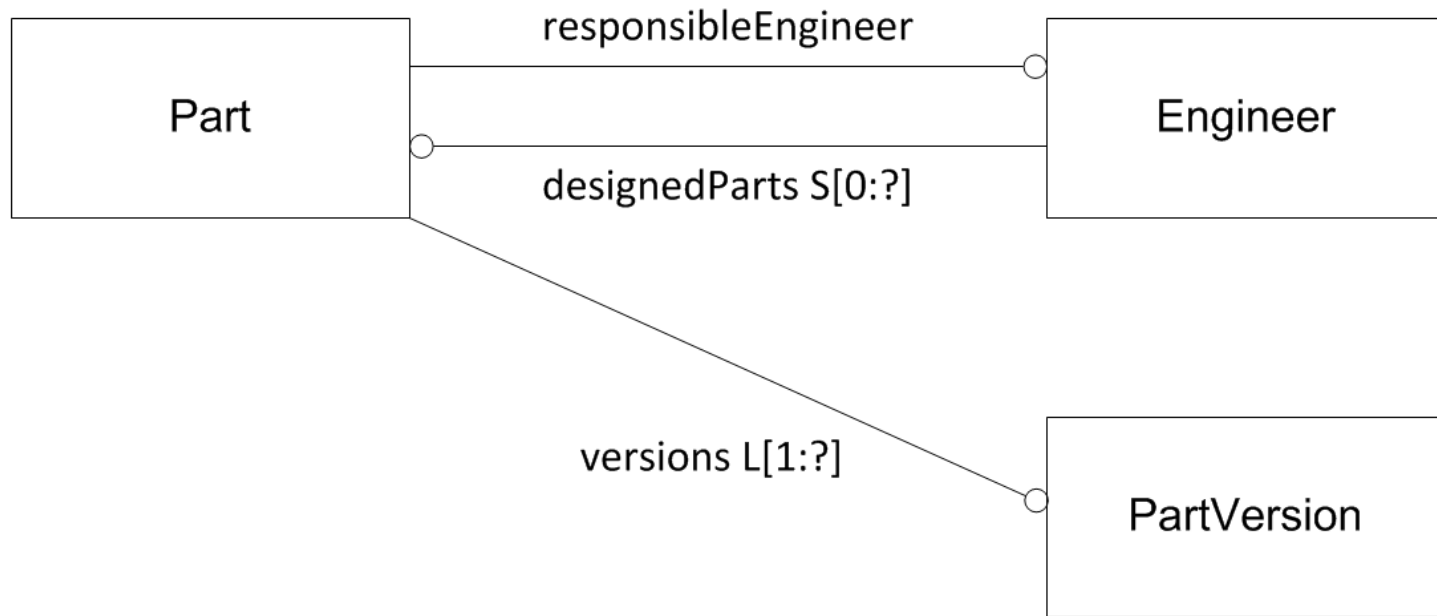 responsibleEngineer
Part
Engineer
designedParts S[0:?]
versions L[1:?]
PartVersion